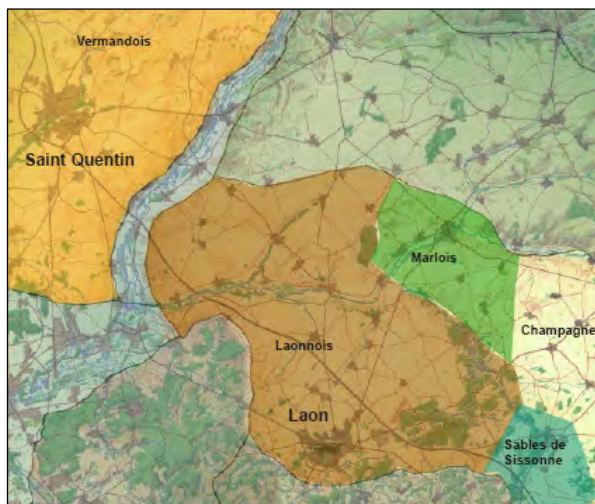 Vermandois
Saint Quentin
Marlois
Champagne
Laonnois
Laon
Sables de
Sissonne